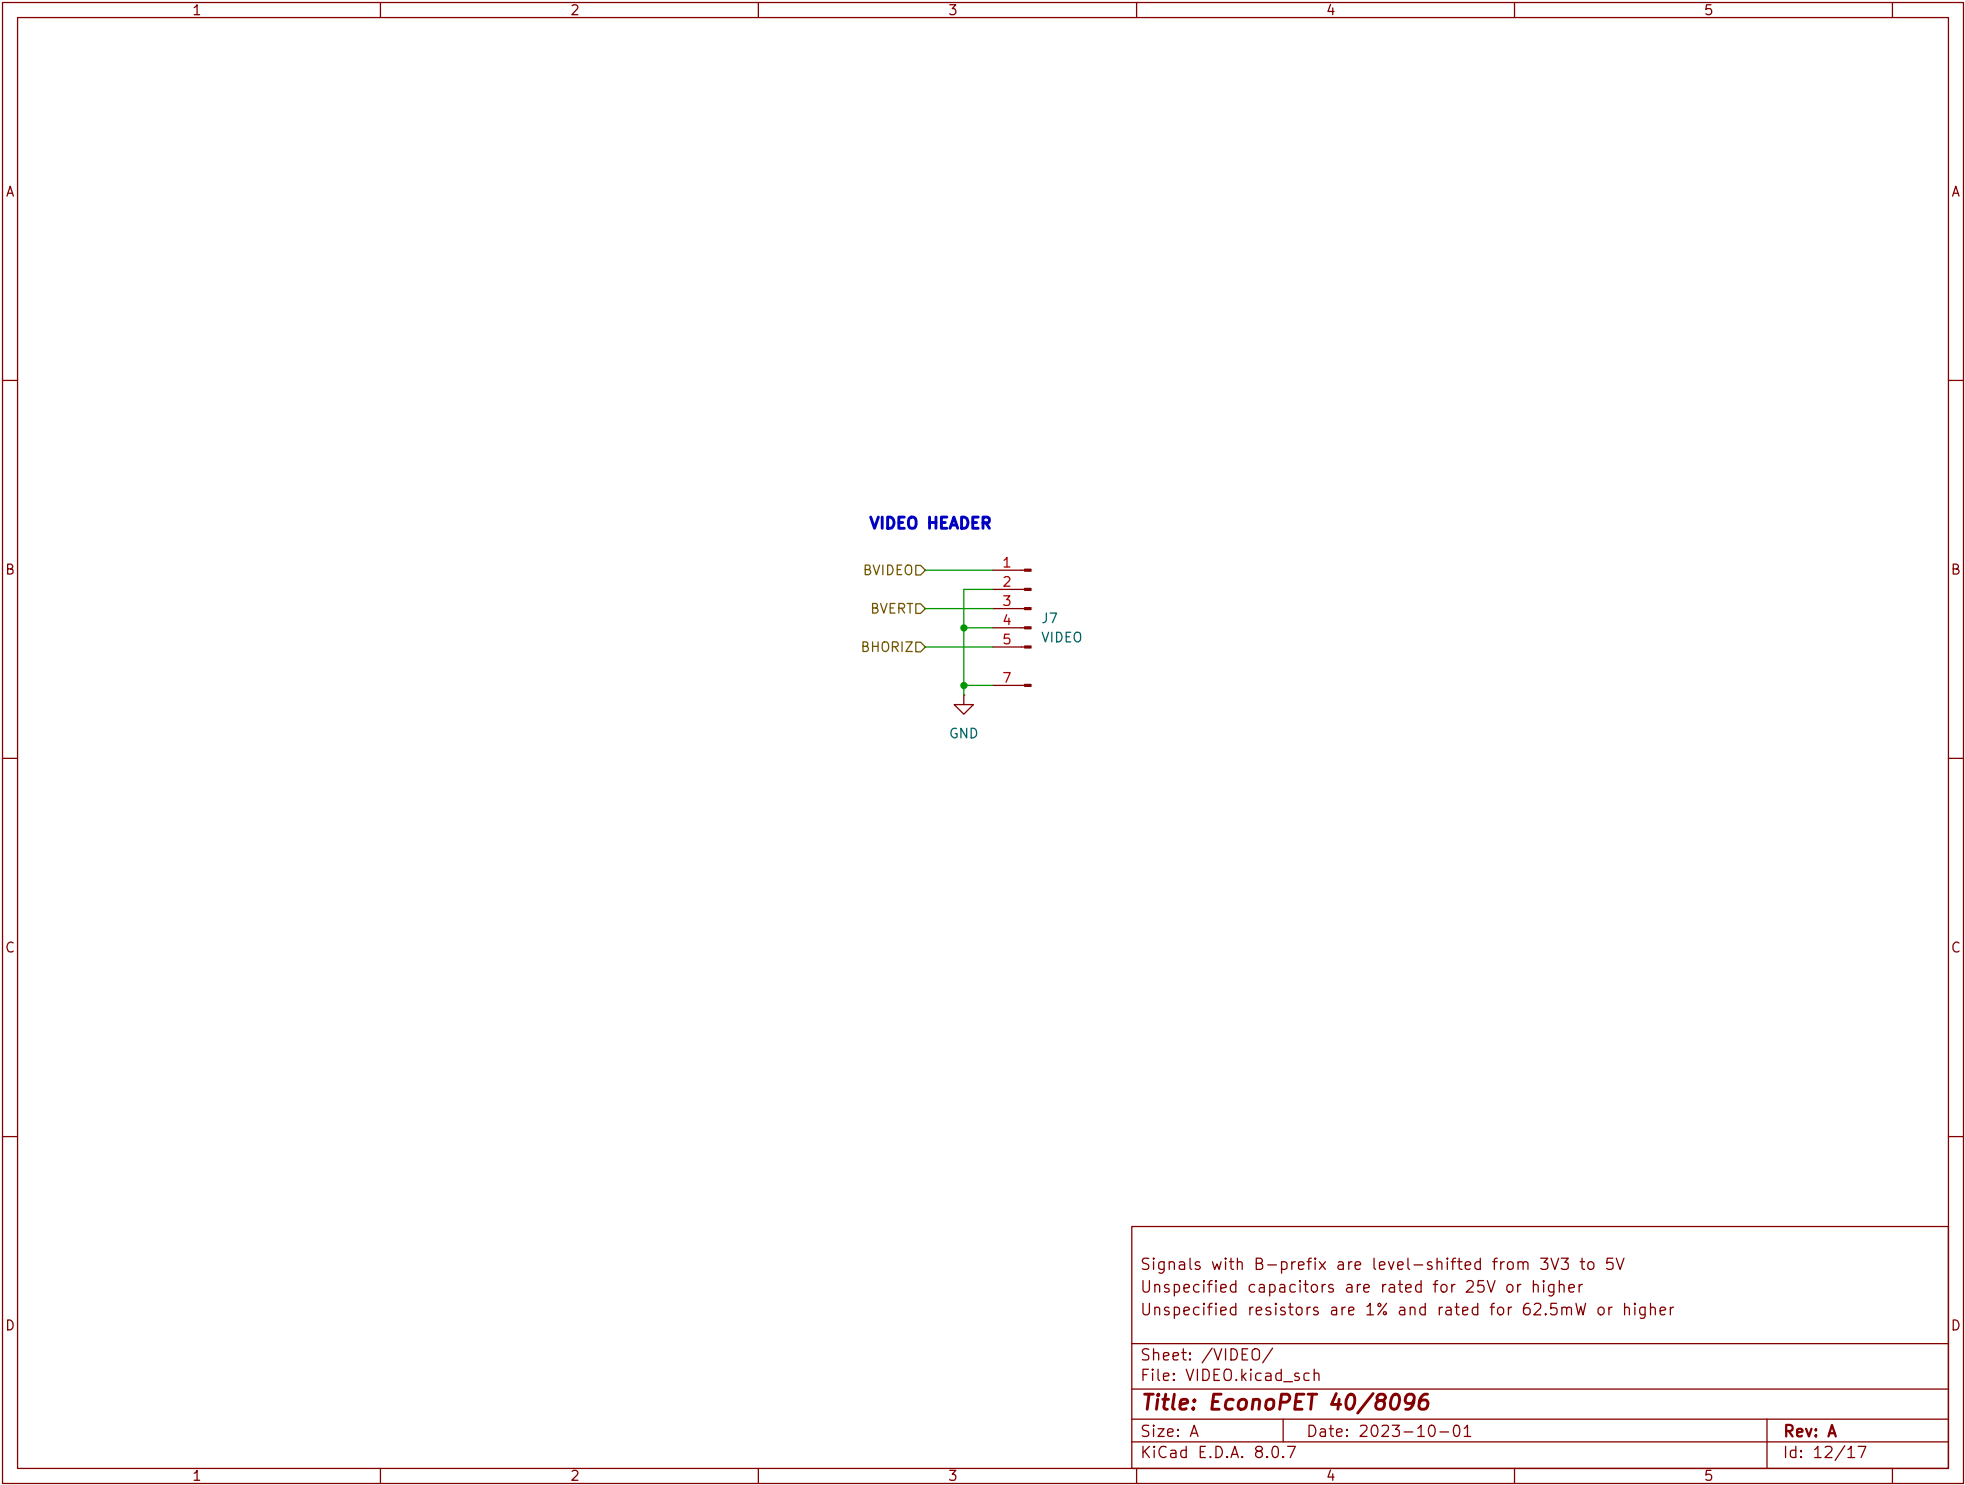 1 2 3 4 5
A A
VIDEO HEADER
B B
BVIDEO 1
2
BVERT 3
4 J7
VIDEO
BHORIZ 5
7
GND
C C
Signals with B-prefix are level-shifted from 3V3 to 5V
Unspecified capacitors are rated for 25V or higher
Unspecified resistors are 1% and rated for 62.5mW or higher
D D
Sheet: /VIDEO/
File: VIDEO.kicad_sch
Title: EconoPET 40/8096
Size: A Date: 2023-10-01 Rev: A
KiCad E.D.A. 8.0.7 Id: 12/17
1 2 3 4 5